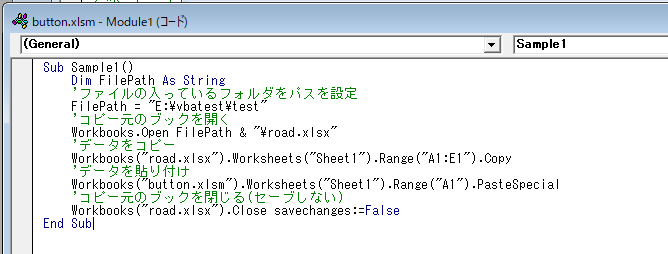 button.xlsm - Module1 (コード)
(General) Sample1
Sub Sample1()
Dim FilePath As String
'ファイルの入っているフォルダをパスを設定
FilePath = "E:¥vbatest¥test"
'コピー元のブックを開く
Workbooks.Open FilePath & "¥road.xlsx"
'データをコピー
Workbooks("road.xlsx").Worksheets("Sheet1").Range("A1:E1").Copy
'データを貼り付け
Workbooks("button.xlsm").Worksheets("Sheet1").Range("A1").PasteSpecial
'コピー元のブックを閉じる(セーブしない)
Workbooks("road.xlsx").Close savechanges:=False
End Sub